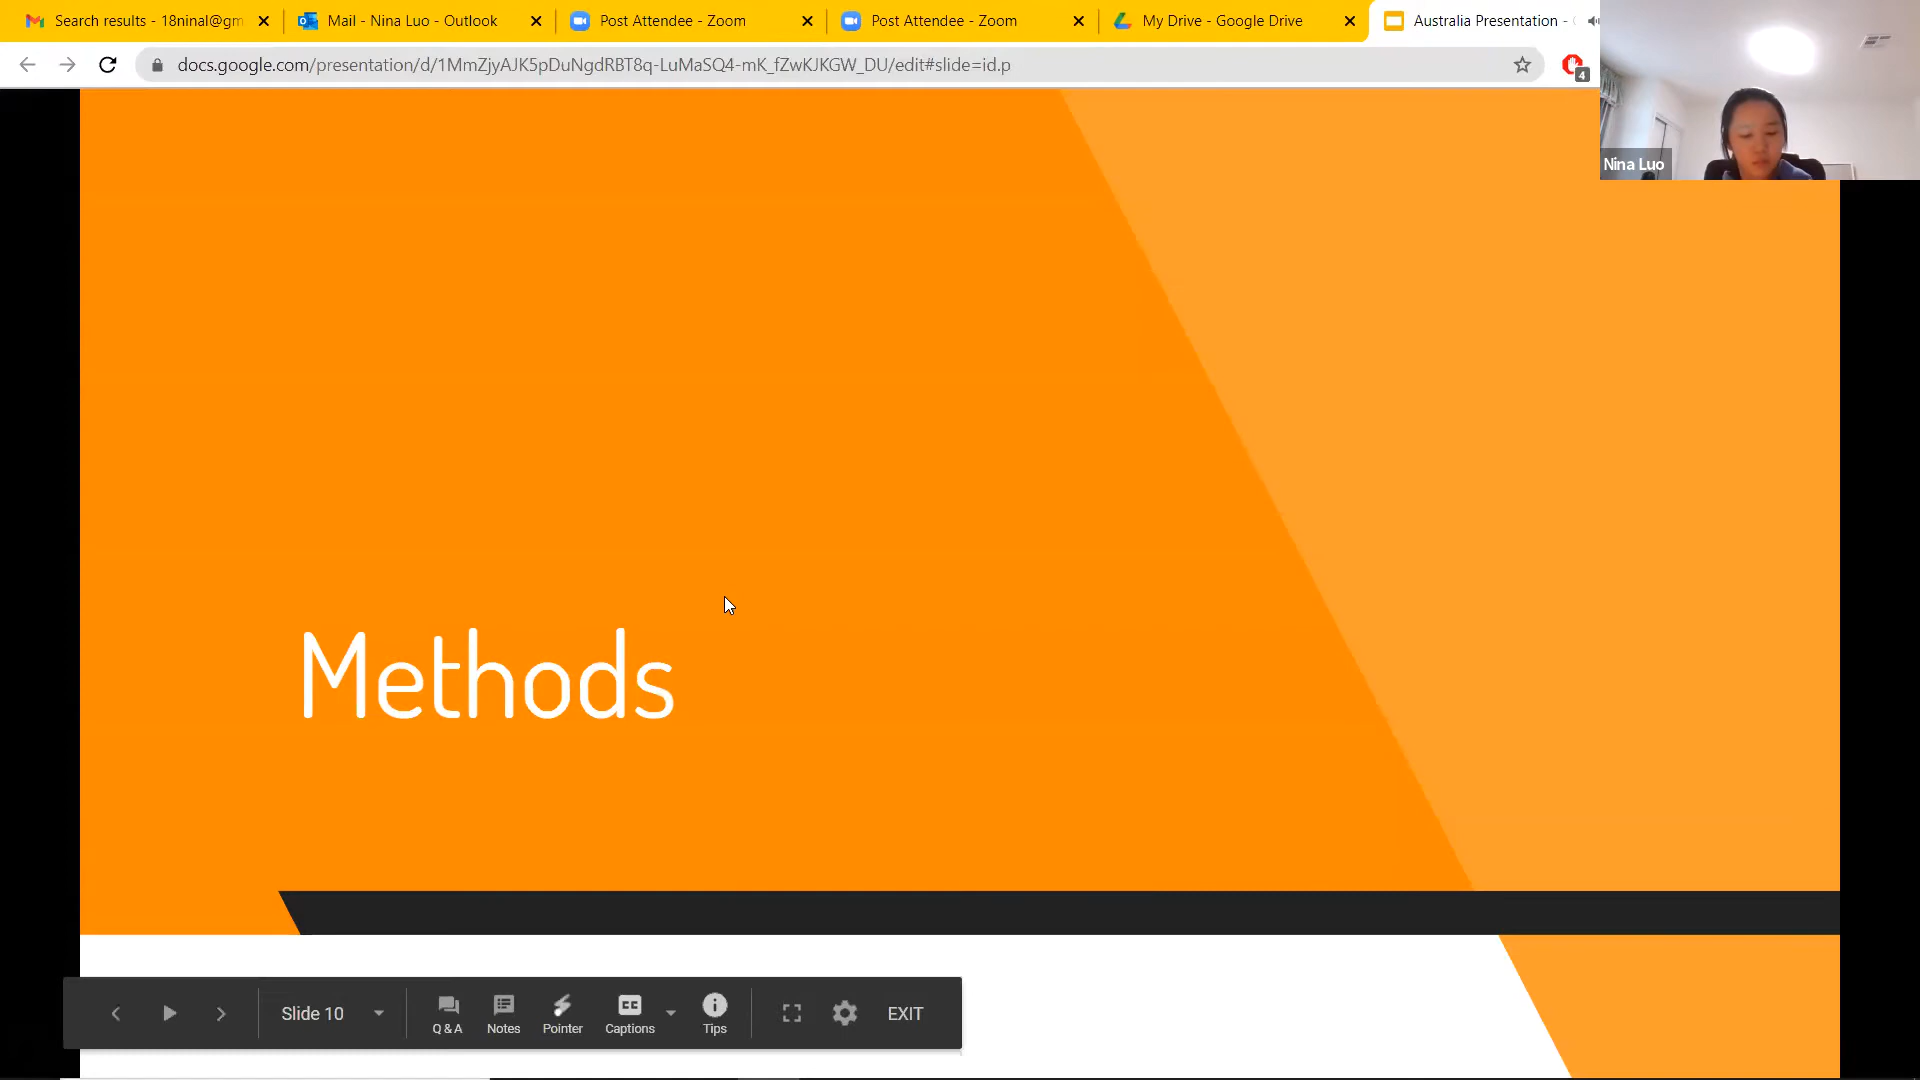 Search results - 18ninal@gm
Mail - Nina Luo - Outlook
Post Attendee - Zoom
Post Attendee - Zoom
My Drive - Google Drive
Australia Presentation -
docs.google.com/presentation/d/1MmZjyAJK5pDuNgdRBT8q-LuMaSQ4-mK_fZwKJKGW_DU/edit#slide=id.p
4
Nina Luo
Methods
Slide 10
Q & A
Notes
Pointer
CC
Captions
Tips
EXIT